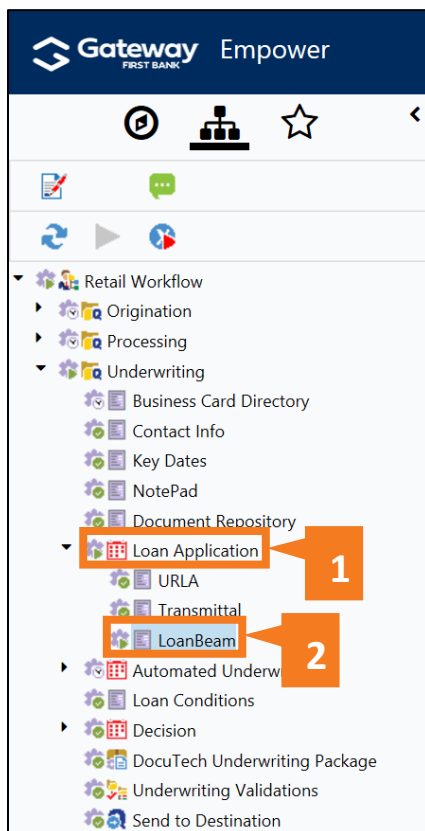 Gateway Empower
FIRST BANK
Retail Workflow
Origination
Processing
Underwriting
Business Card Directory
Contact Info
Key Dates
NotePad
Document Repository
Loan Application
1
URLA
Transmittal
LoanBeam
2
Automated
Loan Conditions
Decision
DocuTech Underwriting Package
Underwriting Validations
Send to Destination